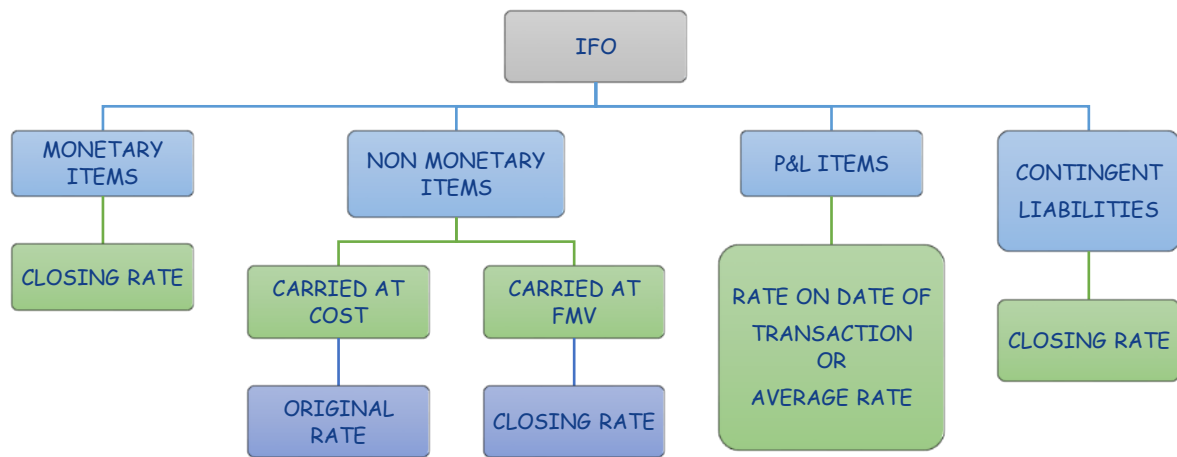 IFO
MONETARY
ITEMS
CLOSING RATE
NON MONETARY
ITEMS
CARRIED AT
COST
ORIGINAL
RATE
CARRIED AT
FMV
CLOSING RATE
P&L ITEMS
RATE ON DATE OF
TRANSACTION
OR
AVERAGE RATE
CONTINGENT
LIABILITIES
CLOSING RATE